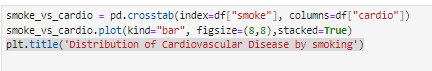 smoke_vs_cardio = pd.crosstab(index=df["smoke"], columns=df["cardio"])
smoke_vs_cardio.plot(kind="bar", figsize=(8,8),stacked=True)
plt.title('Distribution of Cardiovascular Disease by smoking')